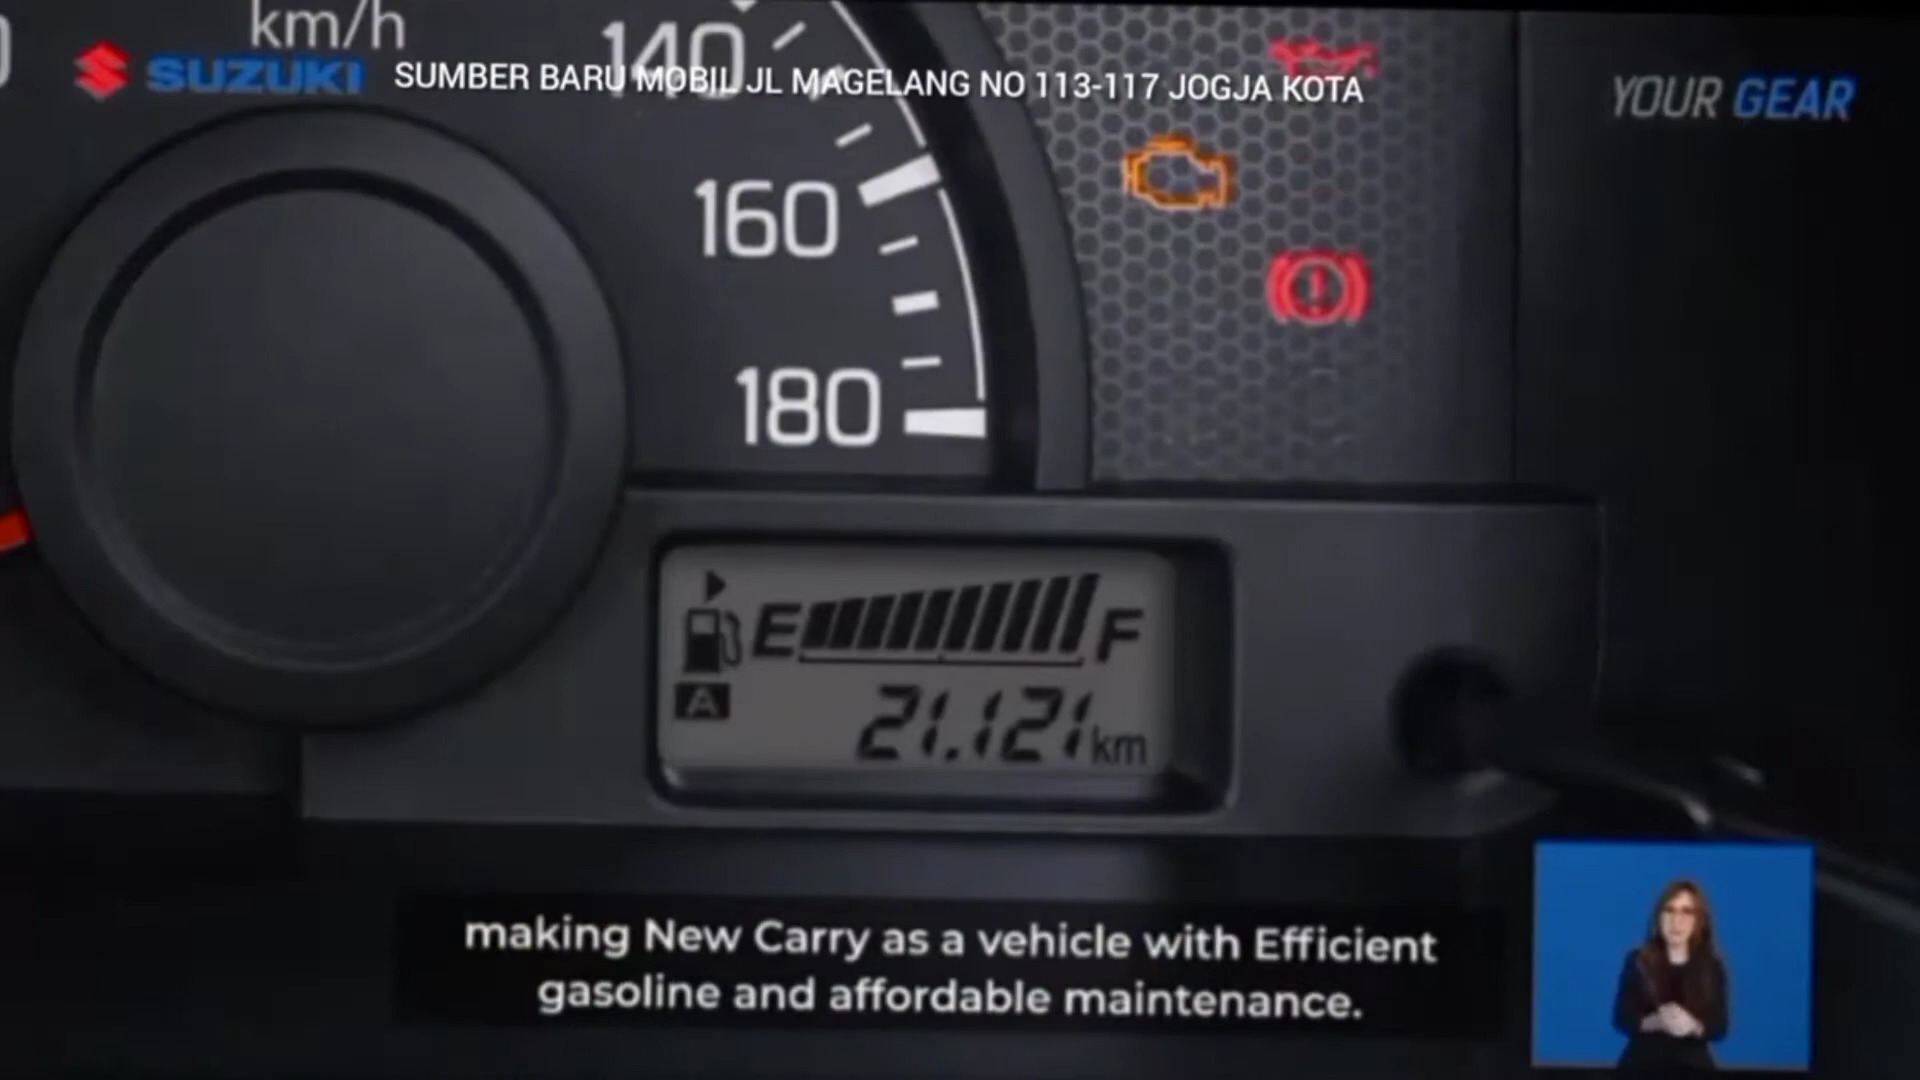 km/h
140
SUZUKI
SUMBER BARU MOBIL JL MAGELANG NO 113-117 JOGJA KOTA
YOUR GEAR
160
180
E F
A
21.121 km
making New Carry as a vehicle with Efficient
gasoline and affordable maintenance.